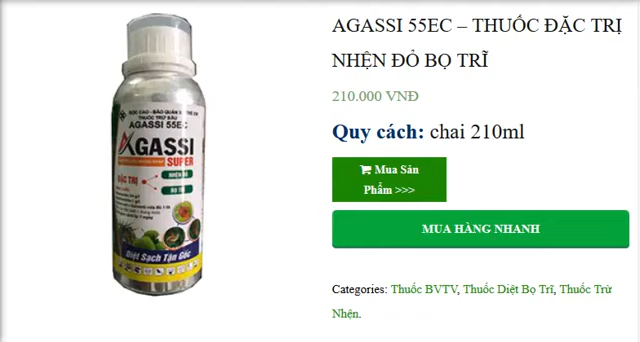 AGASSI 55EC – THUỐC ĐẶC TRỊ
NHỆN ĐỎ BỌ TRĨ
210.000 VNĐ
Quy cách: chai 210ml
Mua Sản
Phẩm >>>
MUA HÀNG NHANH
Categories: Thuốc BVTV, Thuốc Diệt Bọ Trĩ, Thuốc Trừ
Nhện.
THUỐC TRỪ SÂU
AGASSI 55EC
AGASSI
SUPER
ĐẶC TRỊ
NHỆN ĐỎ
BỌ TRĨ
Diệt Sạch Tận Gốc